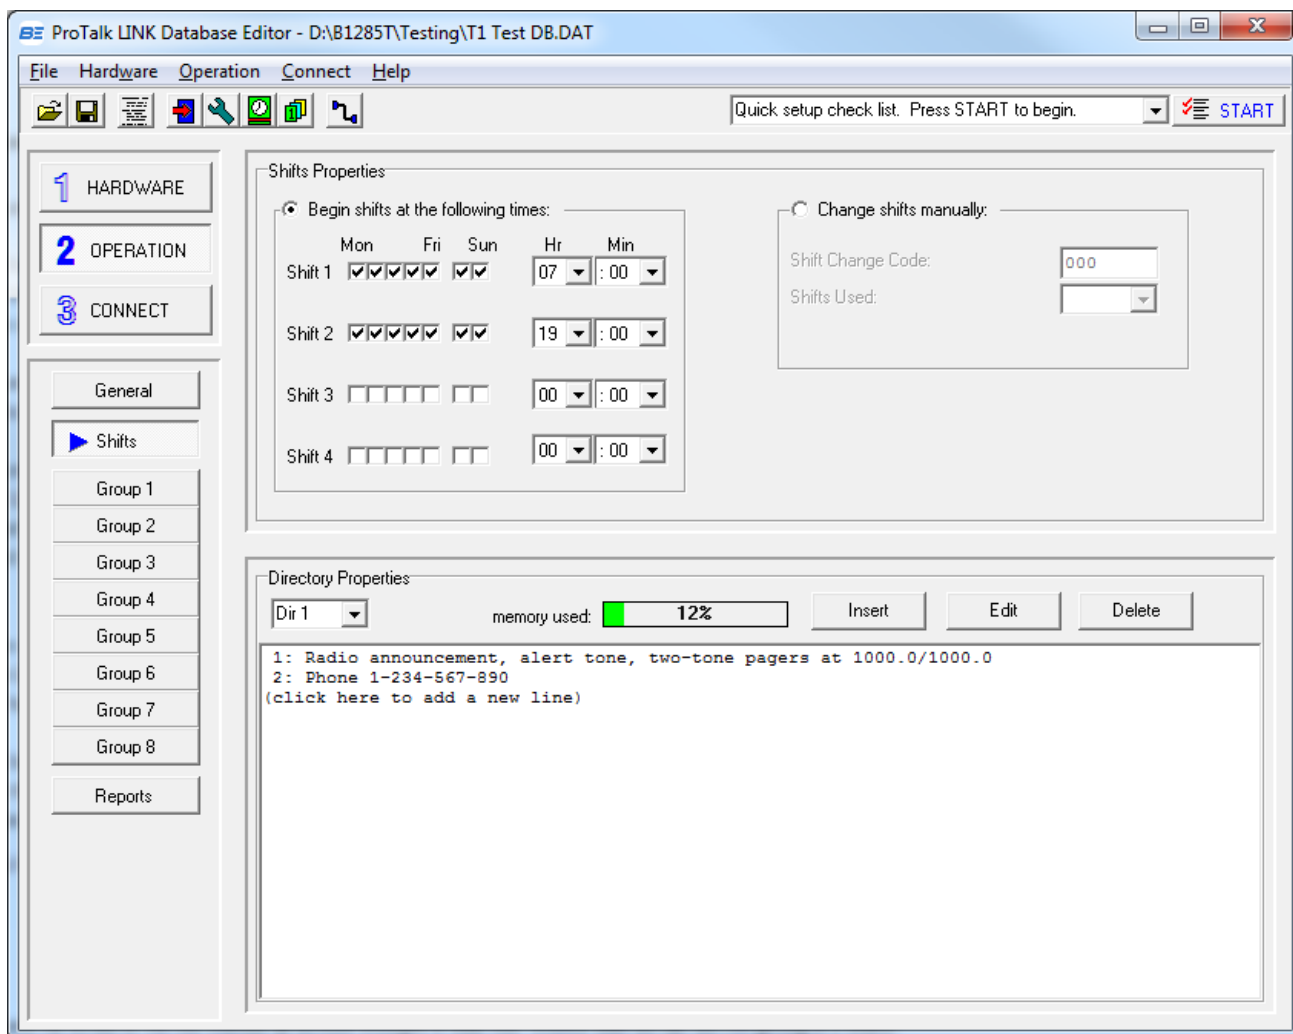 BE ProTalk LINK Database Editor - D:\B1285T\Testing\T1 Test DB.DAT
File Hardware Operation Connect Help
Quick setup check list. Press START to begin. START
1 HARDWARE
2 OPERATION
3 CONNECT
General
Shifts
Group 1
Group 2
Group 3
Group 4
Group 5
Group 6
Group 7
Group 8
Reports
Shifts Properties
Begin shifts at the following times:
Mon Fri Sun Hr Min
Shift 1 07 : 00
Shift 2 19 : 00
Shift 3 00 : 00
Shift 4 00 : 00
Change shifts manually:
Shift Change Code: 000
Shifts Used:
Directory Properties
Dir 1 memory used: 12% Insert Edit Delete
1: Radio announcement, alert tone, two-tone pagers at 1000.0/1000.0
2: Phone 1-234-567-890
(click here to add a new line)